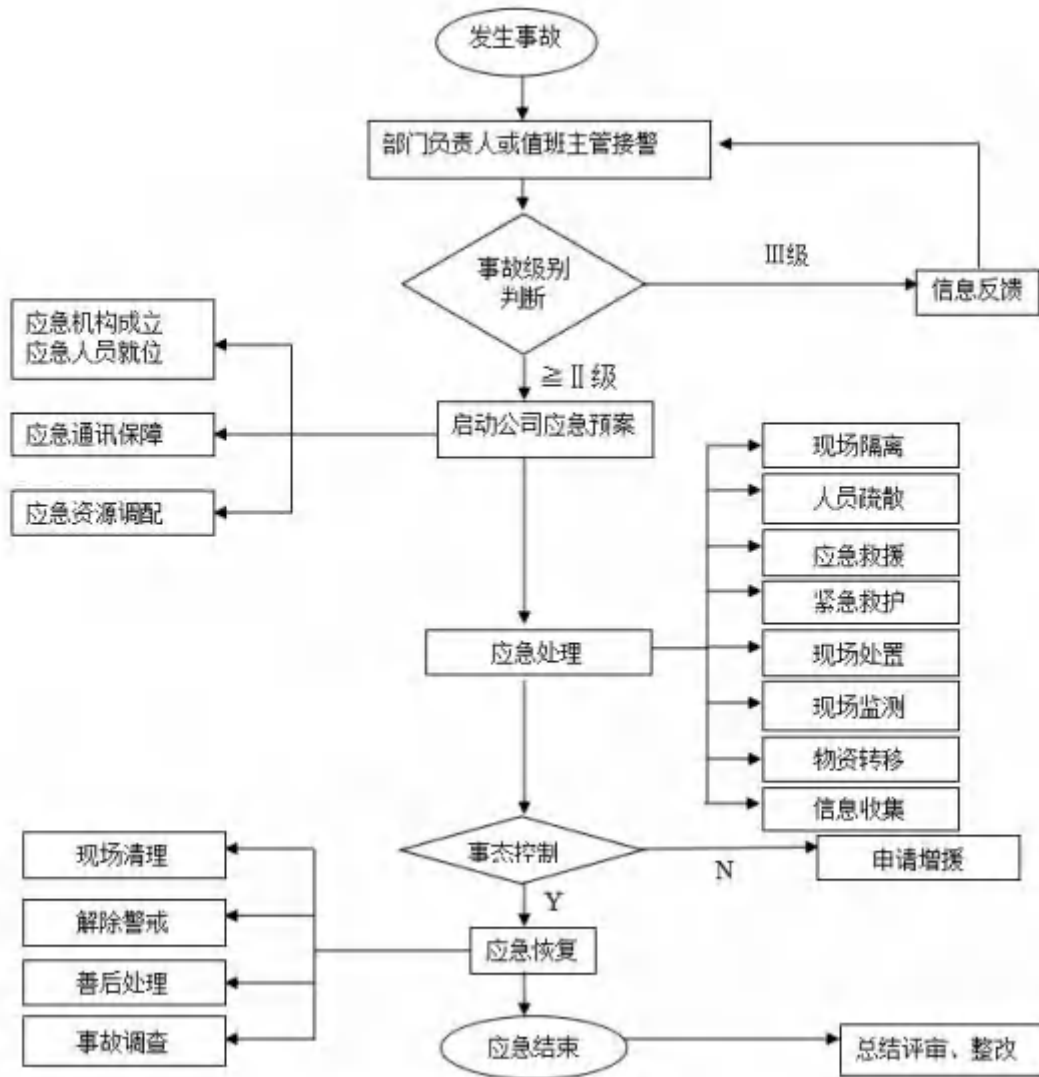 发生事故
部门负责人或值班主管接警
事故级别
判断
Ⅲ级
信息反馈
应急机构成立
应急人员就位
≧Ⅱ级
应急通讯保障
启动公司应急预案
应急资源调配
现场隔离
人员疏散
应急救援
紧急救护
应急处理
现场处置
现场监测
物资转移
信息收集
事态控制
N
申请增援
Y
现场清理
解除警戒
应急恢复
善后处理
事故调查
应急结束
总结评审、整改